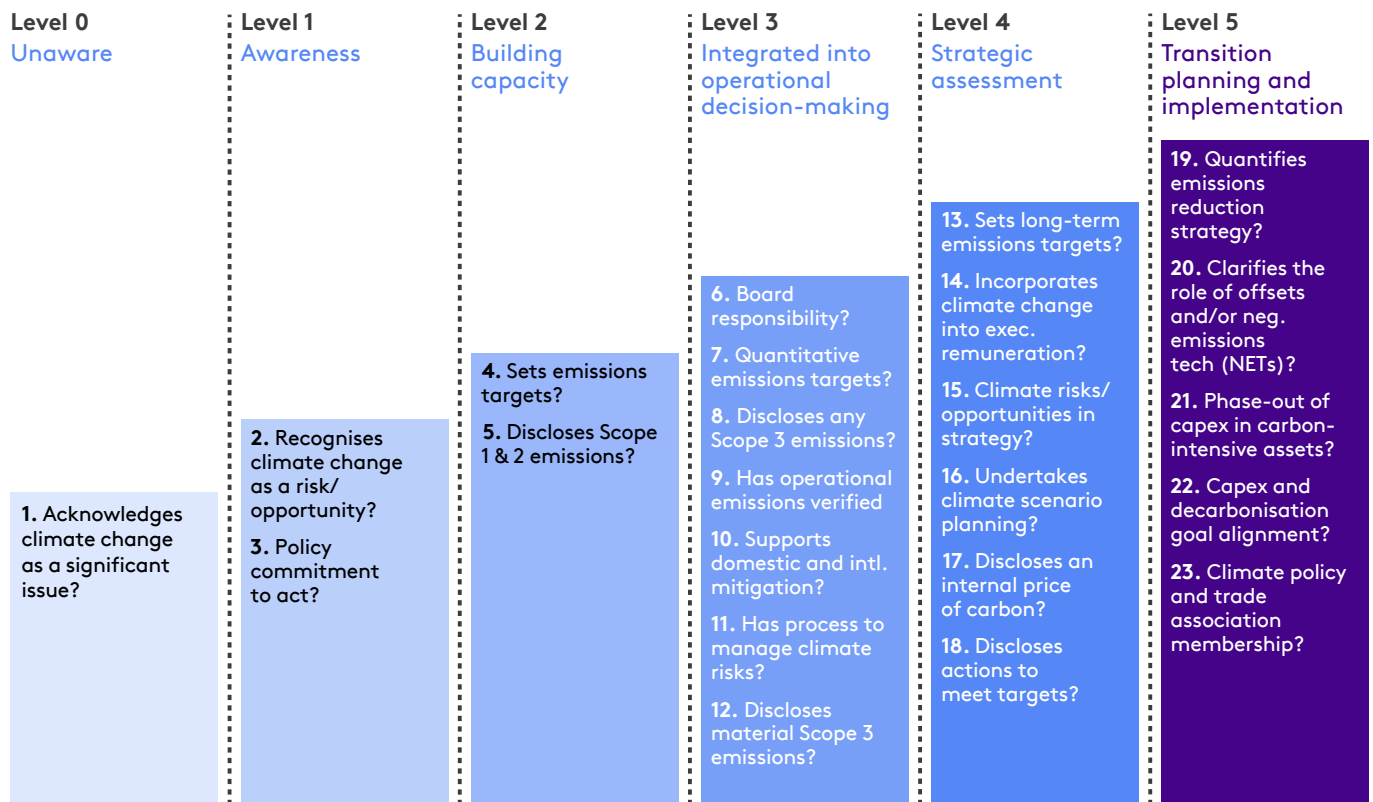 Level 0
Unaware
1. Acknowledges
climate change
as a significant
issue?
Level 1
Awareness
2. Recognises
climate change
as a risk/
opportunity?
3. Policy
commitment
to act?
Level 2
Building
capacity
4. Sets emissions
targets?
5. Discloses Scope
1 & 2 emissions?
Level 3
Integrated into
operational
decision-making
6. Board
responsibility?
7. Quantitative
emissions targets?
8. Discloses any
Scope 3 emissions?
9. Has operational
emissions verified
10. Supports
domestic and intl.
mitigation?
11. Has process to
manage climate
risks?
12. Discloses
material Scope 3
emissions?
Level 4
Strategic
assessment
13. Sets long-term
emissions targets?
14. Incorporates
climate change
into exec.
remuneration?
15. Climate risks/
opportunities in
strategy?
16. Undertakes
climate scenario
planning?
17. Discloses an
internal price
of carbon?
18. Discloses
actions to
meet targets?
Level 5
Transition
planning and
implementation
19. Quantifies
emissions
reduction
strategy?
20. Clarifies the
role of offsets
and/or neg.
emissions
tech (NETs)?
21. Phase-out of
capex in carbon-
intensive assets?
22. Capex and
decarbonisation
goal alignment?
23. Climate policy
and trade
association
membership?